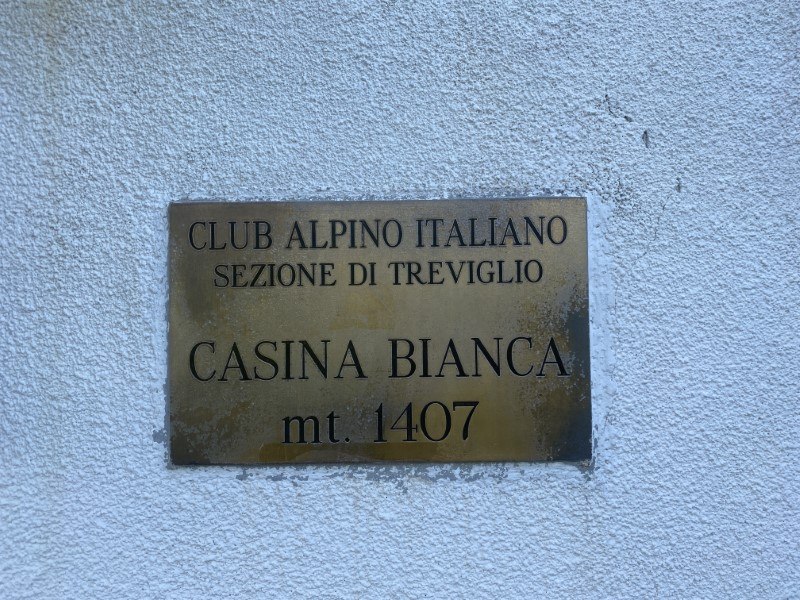 CLUB ALPINO ITALIANO
SEZIONE DI TREVIGLIO
CASINA BIANCA
mt. 1407